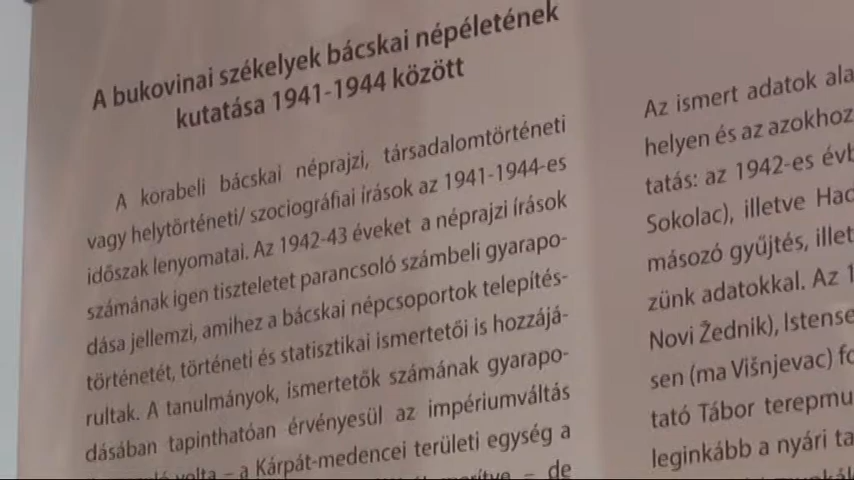 A bukovinai székelyek bácskai népéletének
kutatása 1941-1944 között
A korabeli bácskai néprajzi, társadalomtörténeti
vagy helytörténeti/ szociográfiai írások az 1941-1944-es
időszak lenyomatai. Az 1942-43 éveket a néprajzi írások
számának igen tiszteletet parancsoló számbeli gyarapo-
dása jellemzi, amihez a bácskai népcsoportok telepítés-
történetét, történeti és statisztikai ismertetői is hozzájá-
rultak. A tanulmányok, ismertetők számának gyarapo-
dásában tapinthatóan érvényesül az impériumváltás
volta – a Kárpát-medencei területi egység a
– de
Az ismert adatok ala
helyen és az azokhoz
tatás: az 1942-es évb
Sokolac), illetve Had
másozó gyűjtés, illet
zünk adatokkal. Az 1
Novi Žednik), Istense
sen (ma Višnjevac) fo
tató Tábor terepmu
leginkább a nyári ta